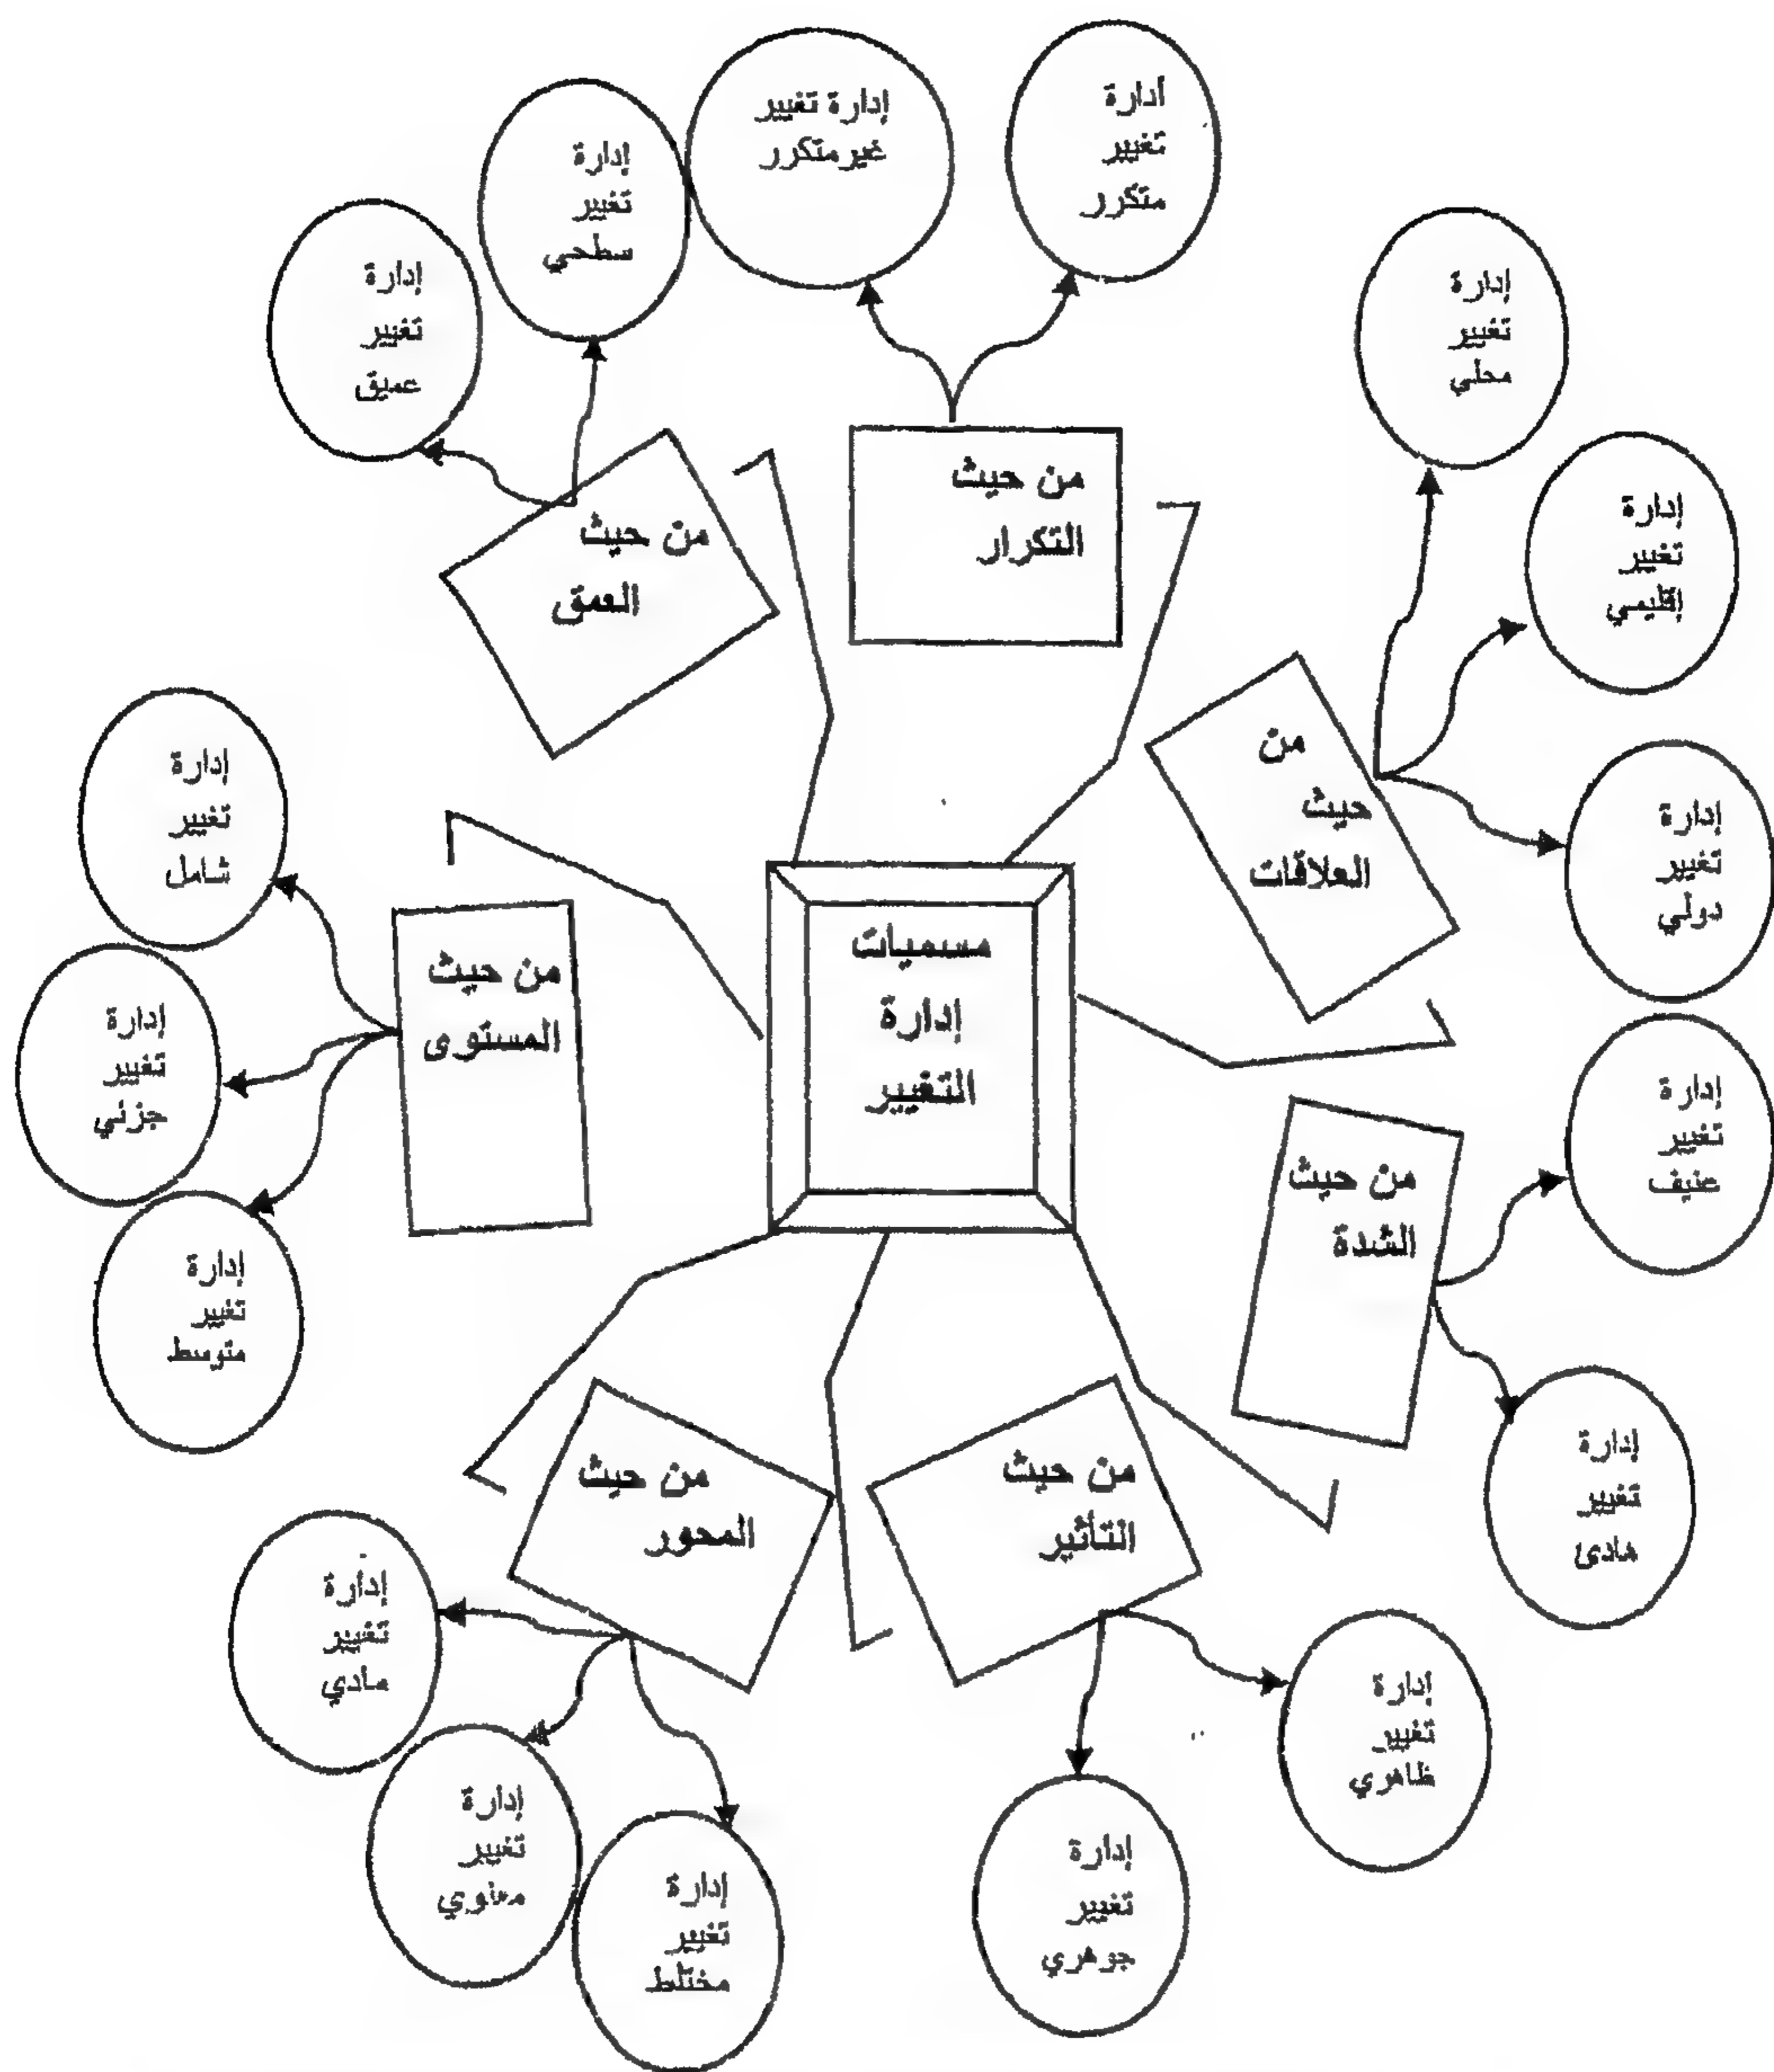 مسميات
إدارة
التغيير
من حيث
التكرار
أدارة
تغيير
متكرر
إدارة تغيير
غير متكرر
من
حيث
العلاقات
إدارة
تغيير
محلي
إدارة
تغيير
إقليمي
إدارة
تغيير
دولي
من حيث
الشدة
إدارة
تغيير
عنيف
إدارة
تغيير
هادئ
من حيث
التأثير
إدارة
تغيير
ظاهري
إدارة
تغيير
جوهري
من حيث
المحور
إدارة
تغيير
مختلط
إدارة
تغيير
معنوي
إدارة
تغيير
مادي
من حيث
المستوى
إدارة
تغيير
شامل
إدارة
تغيير
جزئي
إدارة
تغيير
متوسط
من حيث
العمق
إدارة
تغيير
عميق
إدارة
تغيير
سطحي